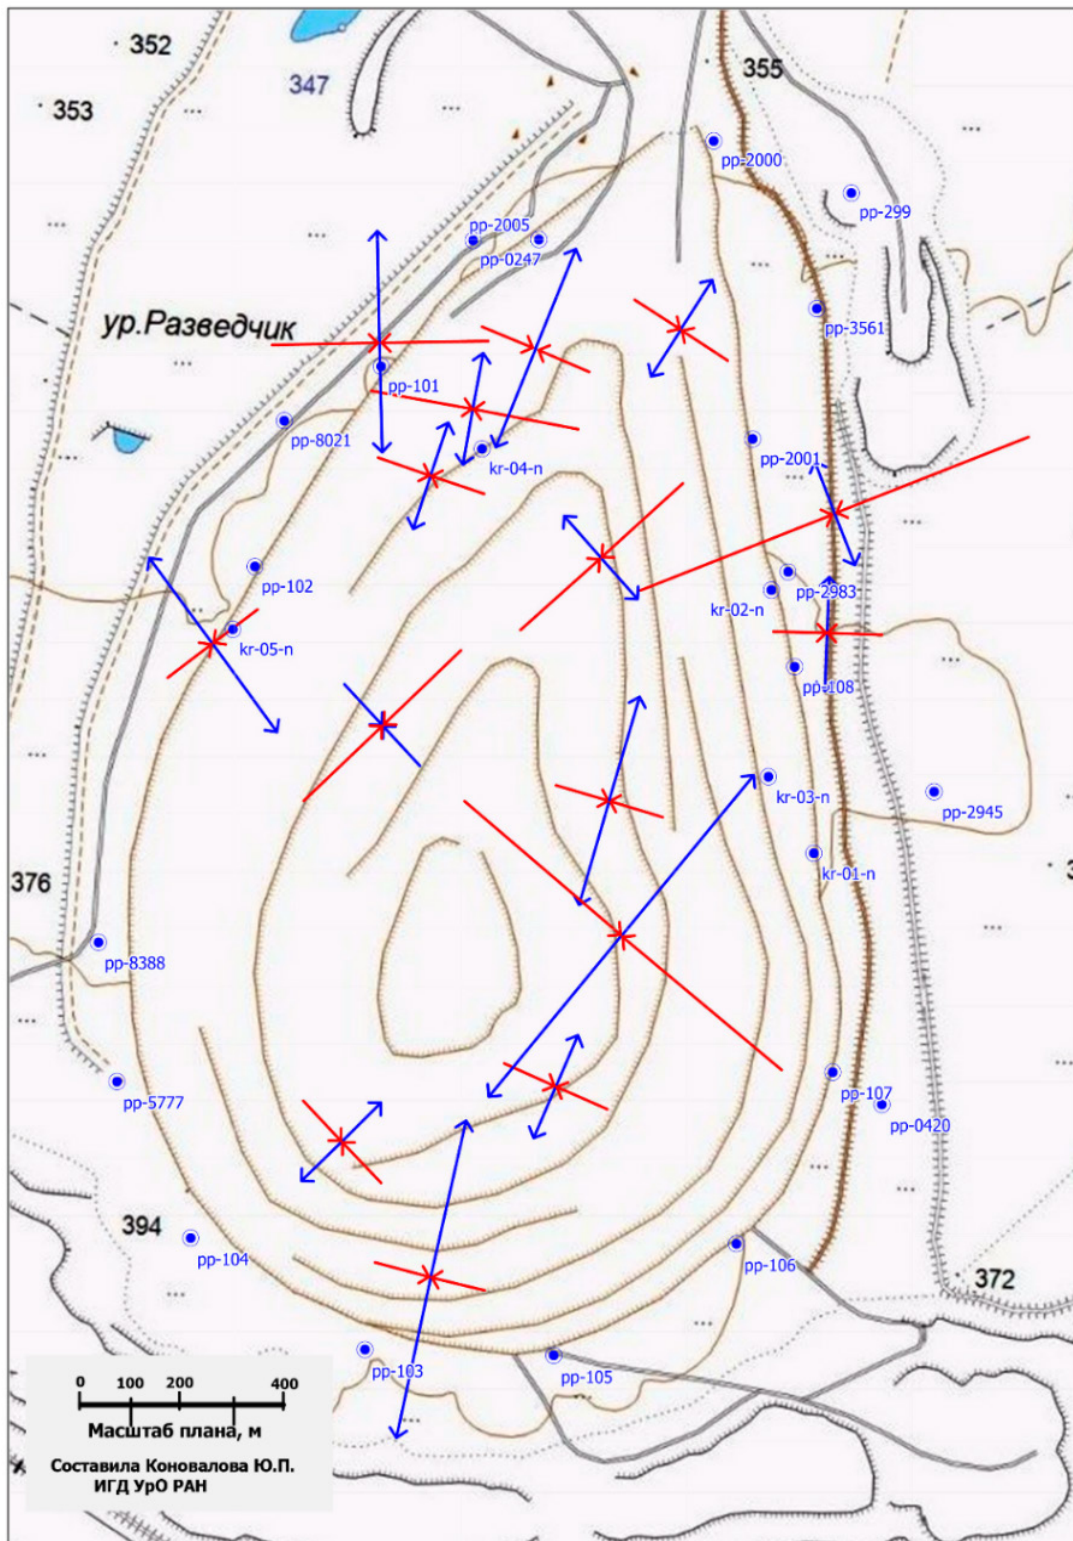 352
355
347
353
pp-2000
pp-299
pp-2005
pp-0247
ур.Разведчик
pp-3561
pp-101
pp-8021
pp-2001
kr-04-n
pp-102
pp-2983
kr-02-n
kr-05-n
pp-108
kr-03-n
pp-2945
kr-01-n
376
3
pp-8388
pp-5777
pp-107
pp-0420
394
pp-104
pp-106
372
pp-103
pp-105
0 100 200 400
Масштаб плана, м
Составила Коновалова Ю.П.
ИГД УрО РАН